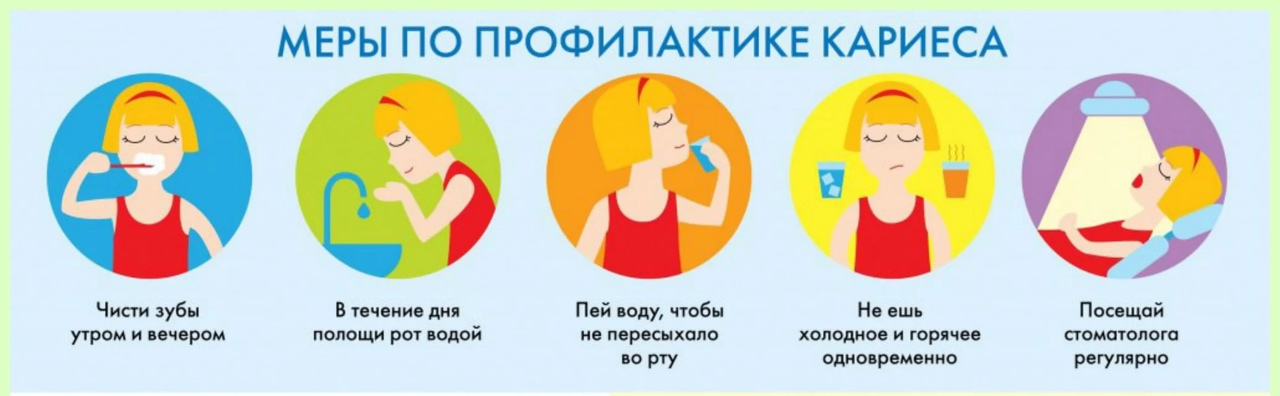 МЕРЫ ПО ПРОФИЛАКТИКЕ КАРИЕСА
Чисти зубы
утром и вечером
В течение дня
полощи рот водой
Пей воду, чтобы
не пересыхало
во рту
Не ешь
холодное и горячее
одновременно
Посещай
стоматолога
регулярно